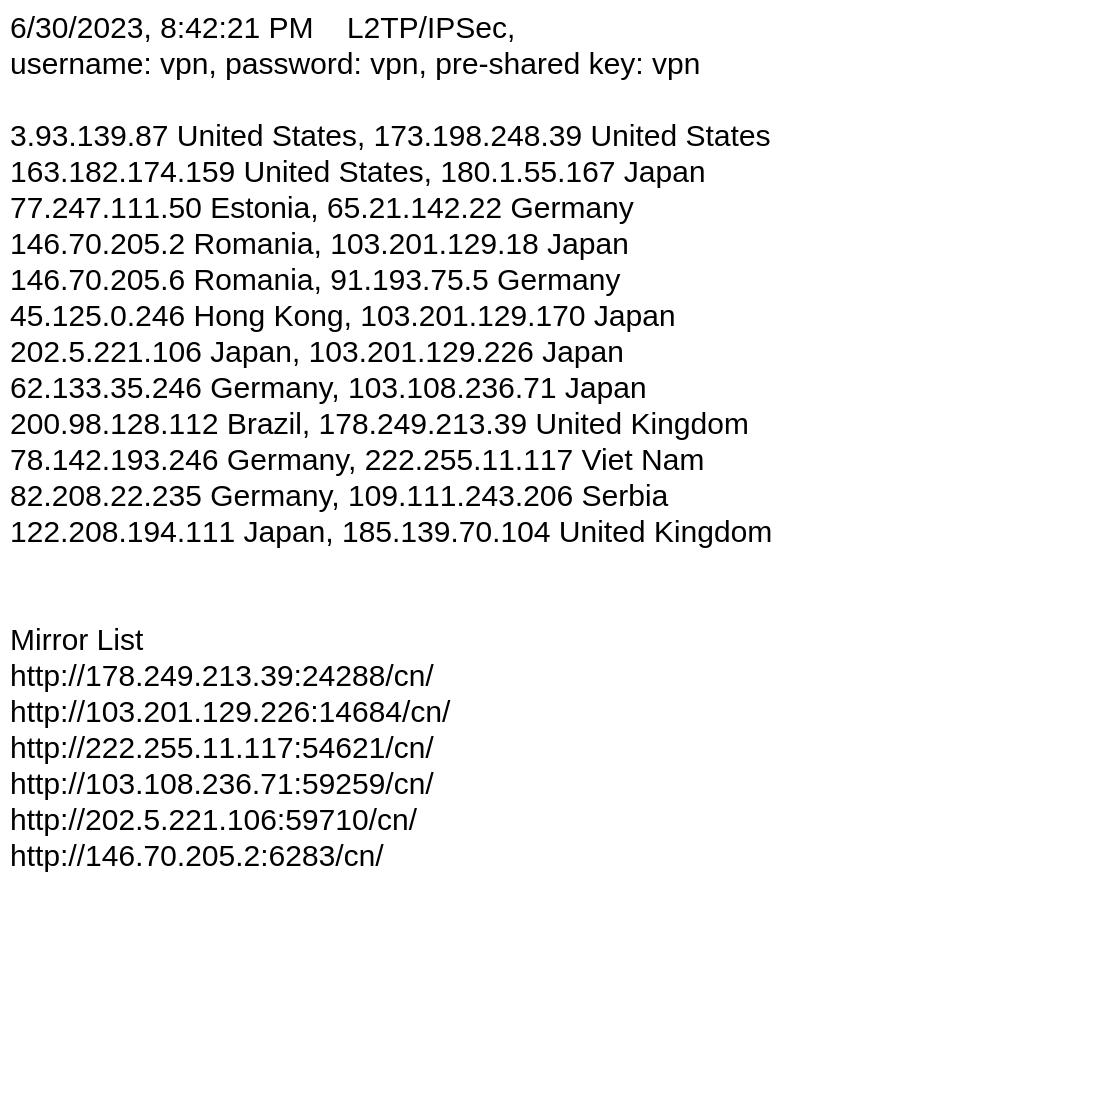 6/30/2023, 8:42:21 PM    L2TP/IPSec,
username: vpn, password: vpn, pre-shared key: vpn
3.93.139.87 United States, 173.198.248.39 United States
163.182.174.159 United States, 180.1.55.167 Japan
77.247.111.50 Estonia, 65.21.142.22 Germany
146.70.205.2 Romania, 103.201.129.18 Japan
146.70.205.6 Romania, 91.193.75.5 Germany
45.125.0.246 Hong Kong, 103.201.129.170 Japan
202.5.221.106 Japan, 103.201.129.226 Japan
62.133.35.246 Germany, 103.108.236.71 Japan
200.98.128.112 Brazil, 178.249.213.39 United Kingdom
78.142.193.246 Germany, 222.255.11.117 Viet Nam
82.208.22.235 Germany, 109.111.243.206 Serbia
122.208.194.111 Japan, 185.139.70.104 United Kingdom
Mirror List
http://178.249.213.39:24288/cn/
http://103.201.129.226:14684/cn/
http://222.255.11.117:54621/cn/
http://103.108.236.71:59259/cn/
http://202.5.221.106:59710/cn/
http://146.70.205.2:6283/cn/